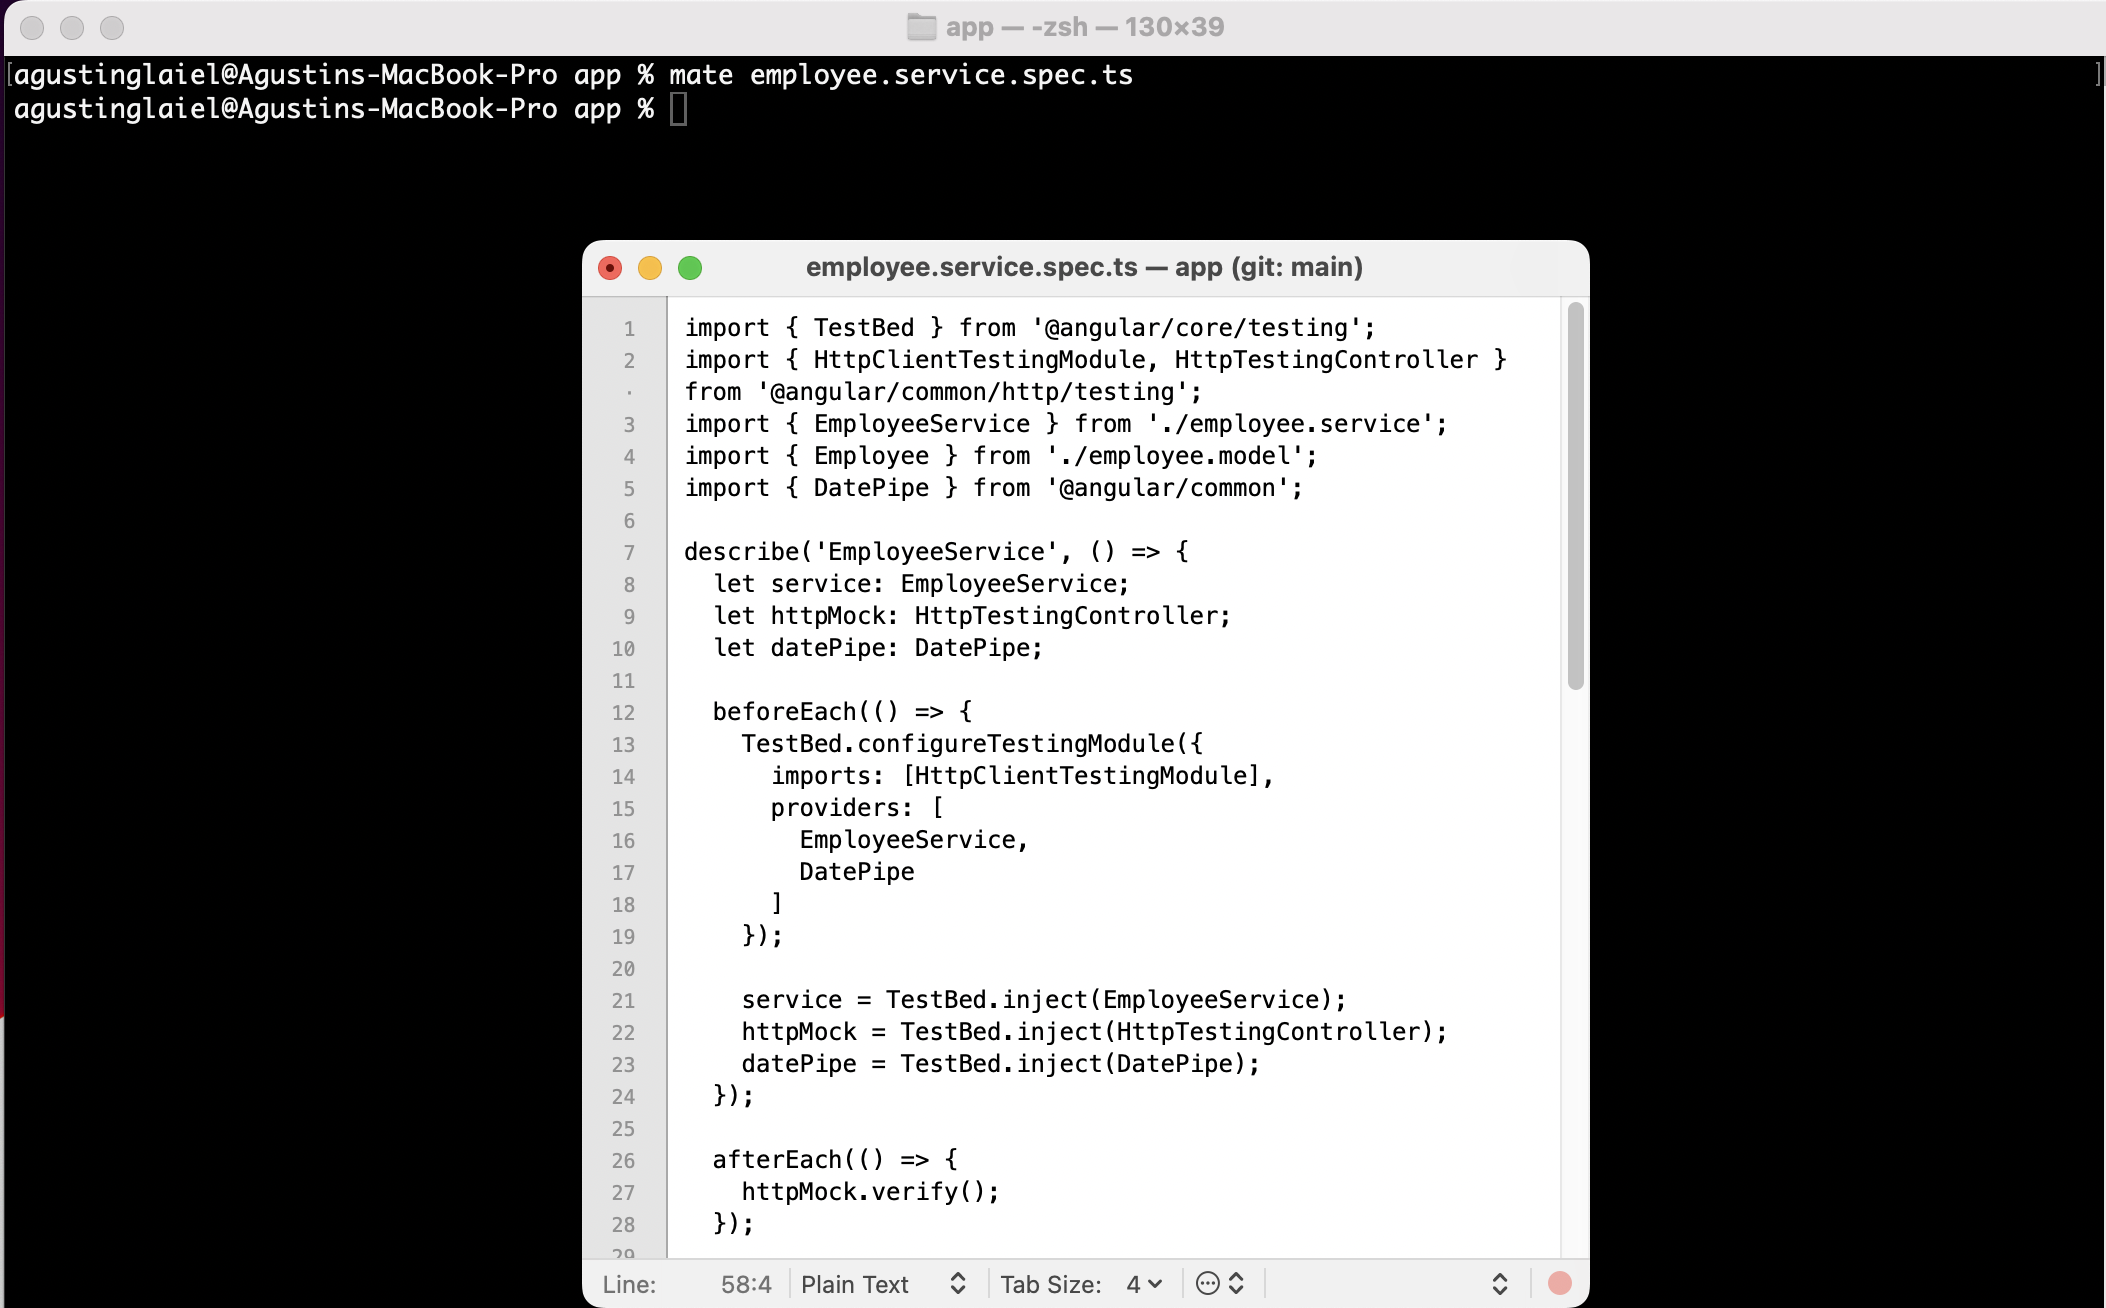 app — -zsh — 130×39
agustinglaiel@Agustins-MacBook-Pro app % mate employee.service.spec.ts
agustinglaiel@Agustins-MacBook-Pro app %
employee.service.spec.ts — app (git: main)
1 import { TestBed } from '@angular/core/testing';
2 import { HttpClientTestingModule, HttpTestingController }
· from '@angular/common/http/testing';
3 import { EmployeeService } from './employee.service';
4 import { Employee } from './employee.model';
5 import { DatePipe } from '@angular/common';
6
7 describe('EmployeeService', () => {
8   let service: EmployeeService;
9   let httpMock: HttpTestingController;
10   let datePipe: DatePipe;
11
12   beforeEach(() => {
13     TestBed.configureTestingModule({
14       imports: [HttpClientTestingModule],
15       providers: [
16         EmployeeService,
17         DatePipe
18       ]
19     });
20
21     service = TestBed.inject(EmployeeService);
22     httpMock = TestBed.inject(HttpTestingController);
23     datePipe = TestBed.inject(DatePipe);
24   });
25
26   afterEach(() => {
27     httpMock.verify();
28   });
29
Line: 58:4 Plain Text Tab Size: 4